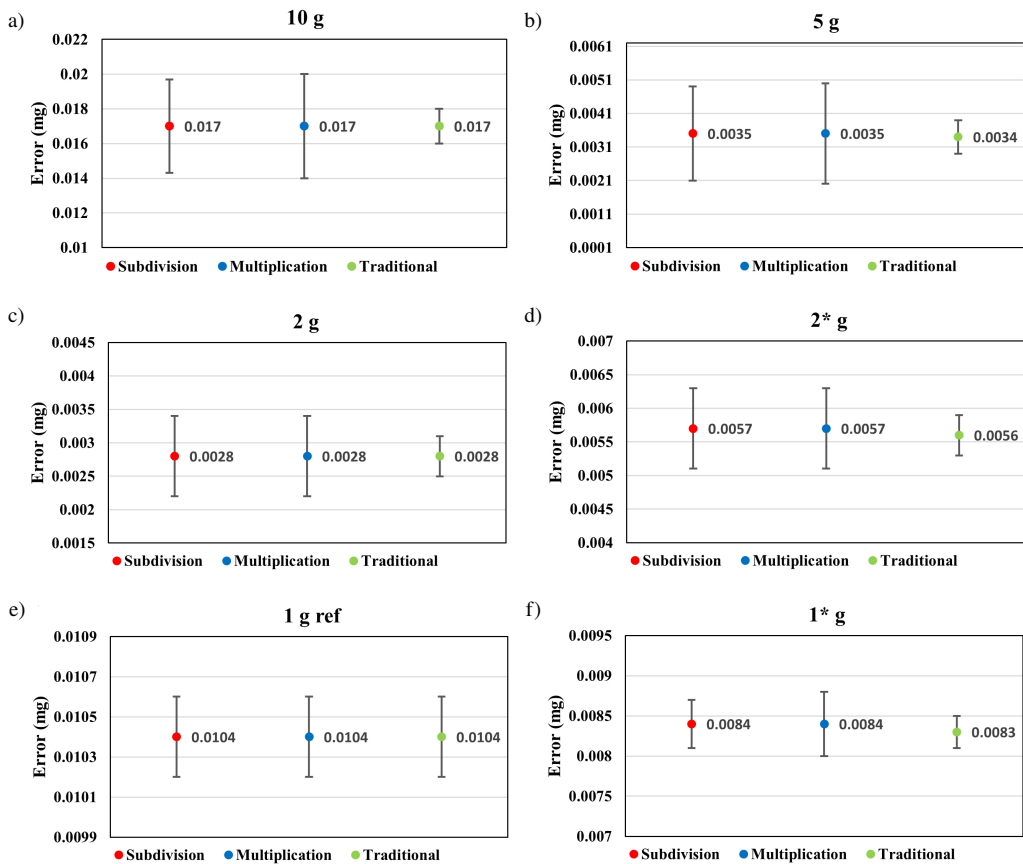 a)
10 g
Error (mg)
0.022
0.02
0.018
0.016
0.014
0.012
0.01
0.017
0.017
0.017
Subdivision Multiplication Traditional
b)
5 g
Error (mg)
0.0061
0.0051
0.0041
0.0031
0.0021
0.0011
0.0001
0.0035
0.0035
0.0034
Subdivision Multiplication Traditional
c)
2 g
Error (mg)
0.0045
0.004
0.0035
0.003
0.0025
0.002
0.0015
0.0028
0.0028
0.0028
Subdivision Multiplication Traditional
d)
2* g
Error (mg)
0.007
0.0065
0.006
0.0055
0.005
0.0045
0.004
0.0057
0.0057
0.0056
Subdivision Multiplication Traditional
e)
1 g ref
Error (mg)
0.0109
0.0107
0.0105
0.0103
0.0101
0.0099
0.0104
0.0104
0.0104
Subdivision Multiplication Traditional
f)
1* g
Error (mg)
0.0095
0.009
0.0085
0.008
0.0075
0.007
0.0084
0.0084
0.0083
Subdivision Multiplication Traditional